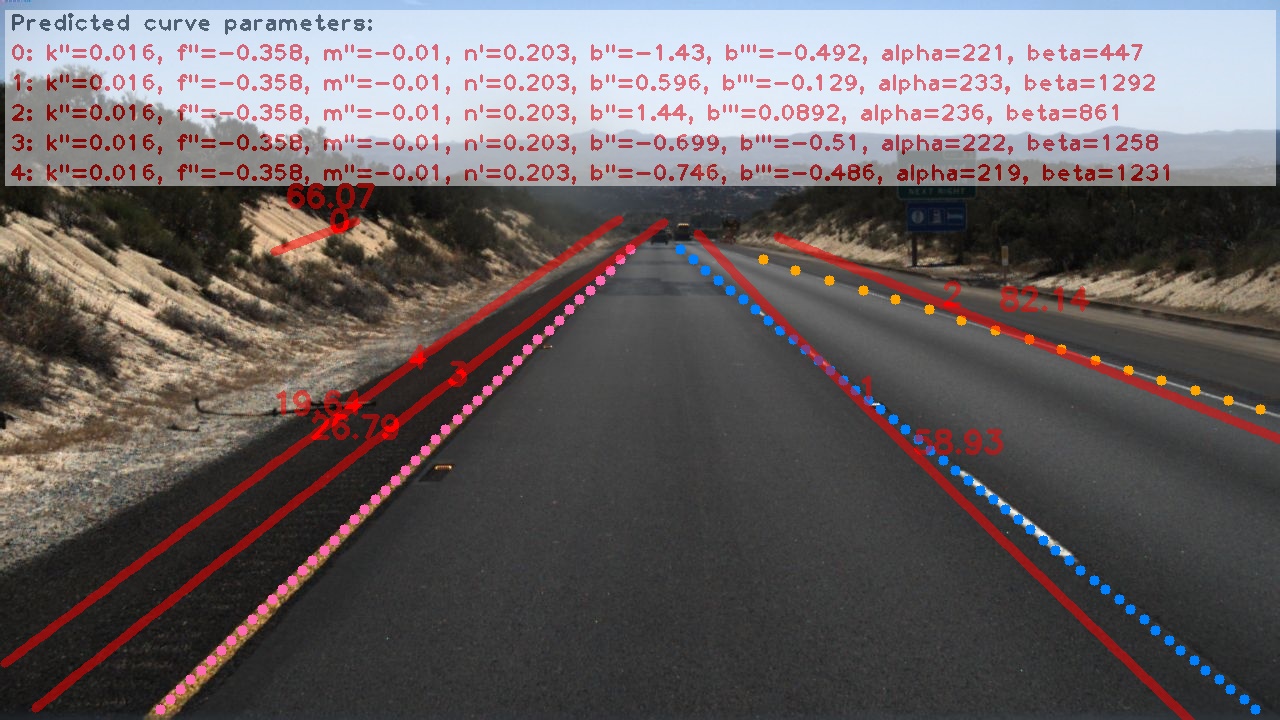 Predicted curve parameters:
0: k''=0.016, f''=-0.358, m''=-0.01, n'=0.203, b''=-1.43, b'''=-0.492, alpha=221, beta=447
1: k''=0.016, f''=-0.358, m''=-0.01, n'=0.203, b''=0.596, b'''=-0.129, alpha=233, beta=1292
2: k''=0.016, f''=-0.358, m''=-0.01, n'=0.203, b''=1.44, b'''=0.0892, alpha=236, beta=861
3: k''=0.016, f''=-0.358, m''=-0.01, n'=0.203, b''=-0.699, b'''=-0.51, alpha=222, beta=1258
4: k''=0.016, f''=-0.358, m''=-0.01, n'=0.203, b''=-0.746, b'''=-0.486, alpha=219, beta=1231
NEXT RIGHT
66.07
0
2
82.14
4
3
1
19.64
26.79
58.93